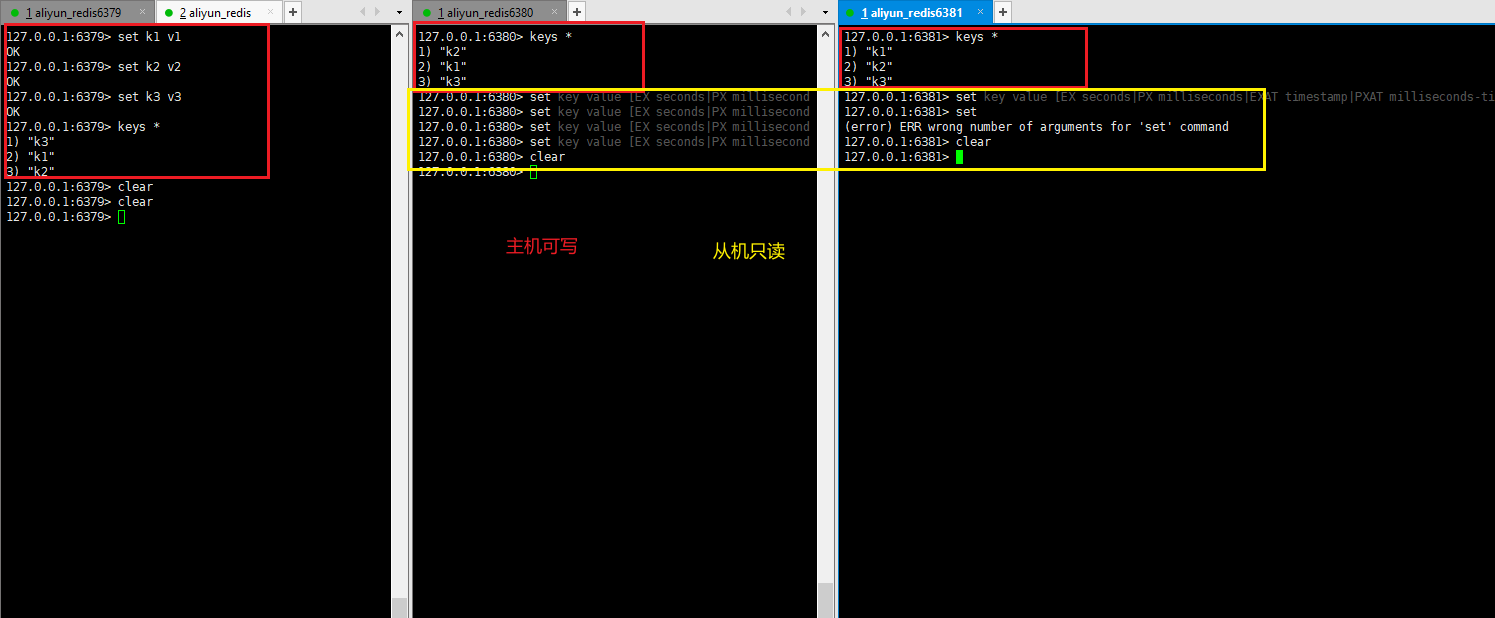 1 aliyun_redis6379
2 aliyun_redis
127.0.0.1:6379> set k1 v1
OK
127.0.0.1:6379> set k2 v2
OK
127.0.0.1:6379> set k3 v3
OK
127.0.0.1:6379> keys *
1) "k3"
2) "k1"
3) "k2"
127.0.0.1:6379> clear
127.0.0.1:6379> clear
127.0.0.1:6379>
1 aliyun_redis6380
127.0.0.1:6380> keys *
1) "k2"
2) "k1"
3) "k3"
127.0.0.1:6380> set key value [EX seconds|PX millisecond
127.0.0.1:6380> set key value [EX seconds|PX millisecond
127.0.0.1:6380> set key value [EX seconds|PX millisecond
127.0.0.1:6380> set key value [EX seconds|PX millisecond
127.0.0.1:6380> clear
127.0.0.1:6380>
主机可写
从机只读
1 aliyun_redis6381
127.0.0.1:6381> keys *
1) "k1"
2) "k2"
3) "k3"
127.0.0.1:6381> set key value [EX seconds|PX milliseconds|EXAT timestamp|PXAT milliseconds-ti
127.0.0.1:6381> set
(error) ERR wrong number of arguments for 'set' command
127.0.0.1:6381> clear
127.0.0.1:6381>